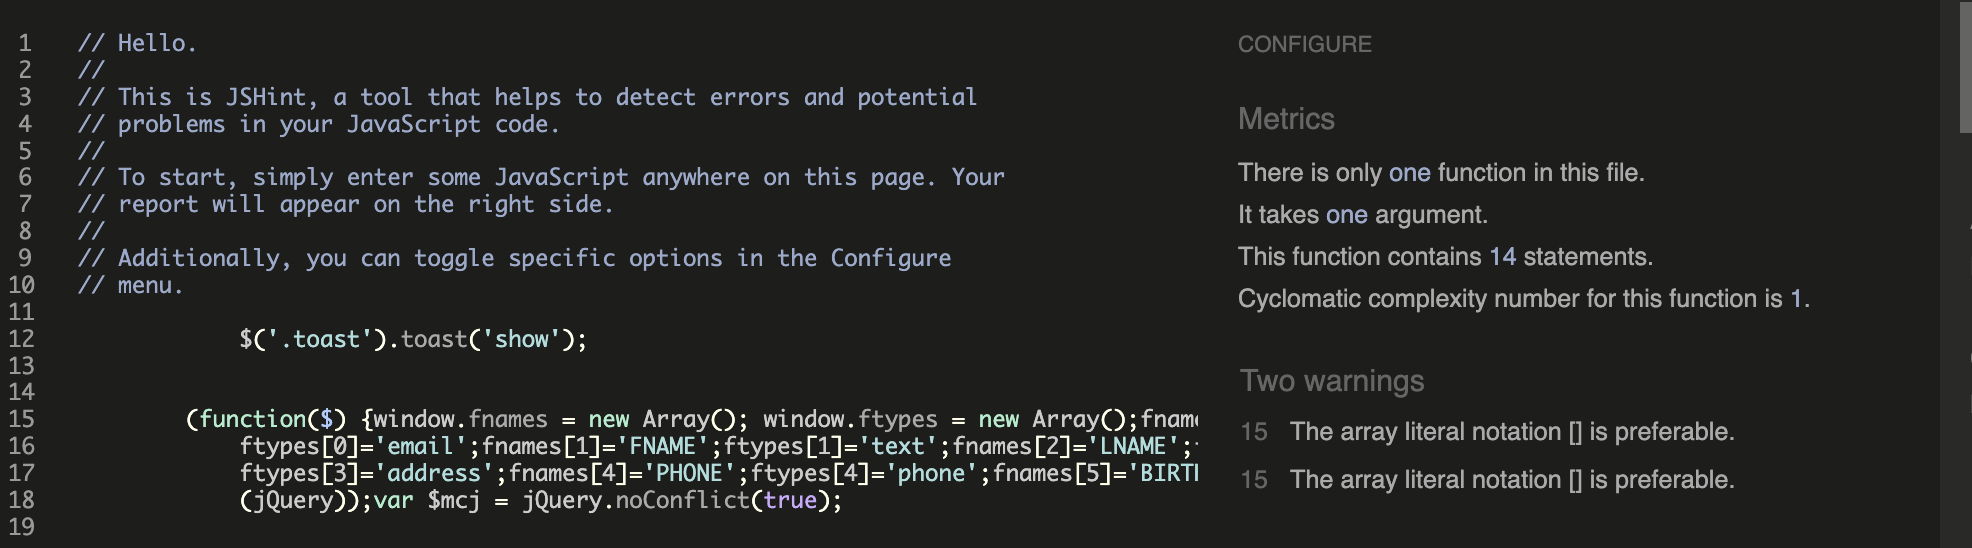 1 // Hello.
2 //
3 // This is JSHint, a tool that helps to detect errors and potential
4 // problems in your JavaScript code.
5 //
6 // To start, simply enter some JavaScript anywhere on this page. Your
7 // report will appear on the right side.
8 //
9 // Additionally, you can toggle specific options in the Configure
10 // menu.
11
12 $('.toast').toast('show');
13
14
15 (function($) {window.fnames = new Array(); window.ftypes = new Array();fname
16 ftypes[0]='email';fnames[1]='FNAME';ftypes[1]='text';fnames[2]='LNAME';
17 ftypes[3]='address';fnames[4]='PHONE';ftypes[4]='phone';fnames[5]='BIRTH
18 (jQuery));var $mcj = jQuery.noConflict(true);
19
CONFIGURE
Metrics
There is only one function in this file.
It takes one argument.
This function contains 14 statements.
Cyclomatic complexity number for this function is 1.
Two warnings
15 The array literal notation [] is preferable.
15 The array literal notation [] is preferable.